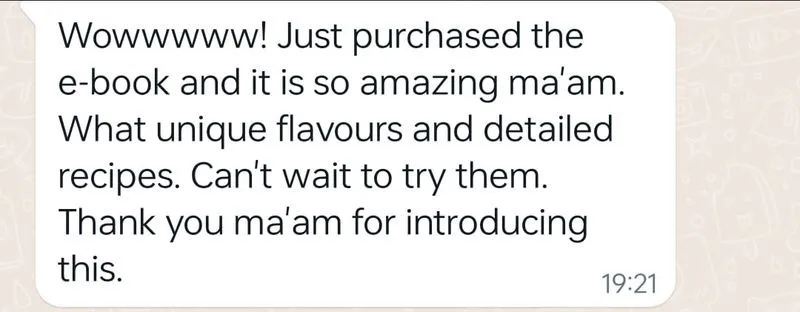 Wowwwww! Just purchased the
e-book and it is so amazing ma'am.
What unique flavours and detailed
recipes. Can't wait to try them.
Thank you ma'am for introducing
this.
19:21